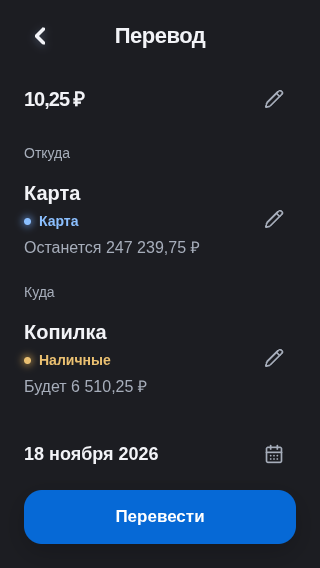 Перевод
10,25 ₽
Откуда
Карта
Карта
Останется 247 239,75 ₽
Куда
Копилка
Наличные
Будет 6 510,25 ₽
18 ноября 2026
Перевести